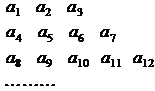 a₁ a₂ a₃
a₄ a₅ a₆ a₇
a₈ a₉ a₁₀ a₁₁ a₁₂
.........